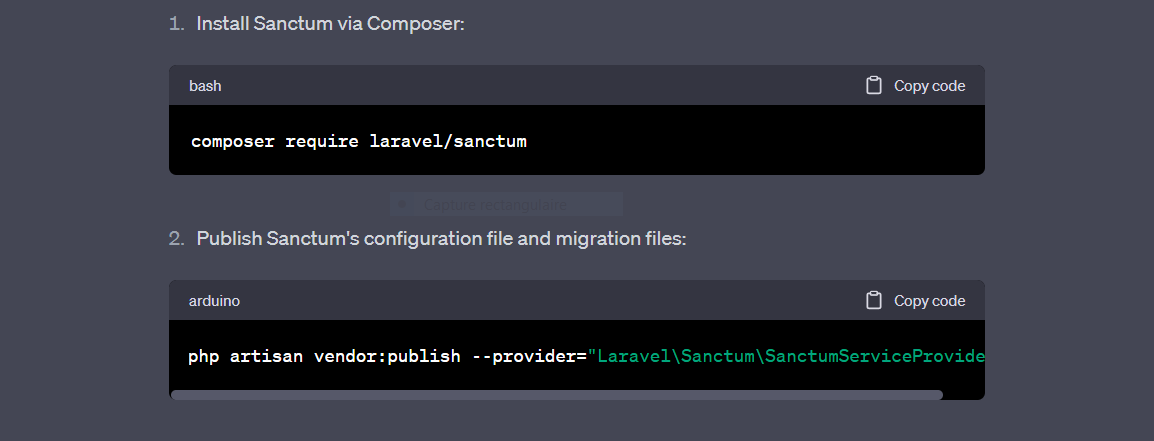 1. Install Sanctum via Composer:
bash
Copy code
composer require laravel/sanctum
Capture rectangulaire
2. Publish Sanctum's configuration file and migration files:
arduino
Copy code
php artisan vendor:publish --provider="Laravel\Sanctum\SanctumServiceProvide